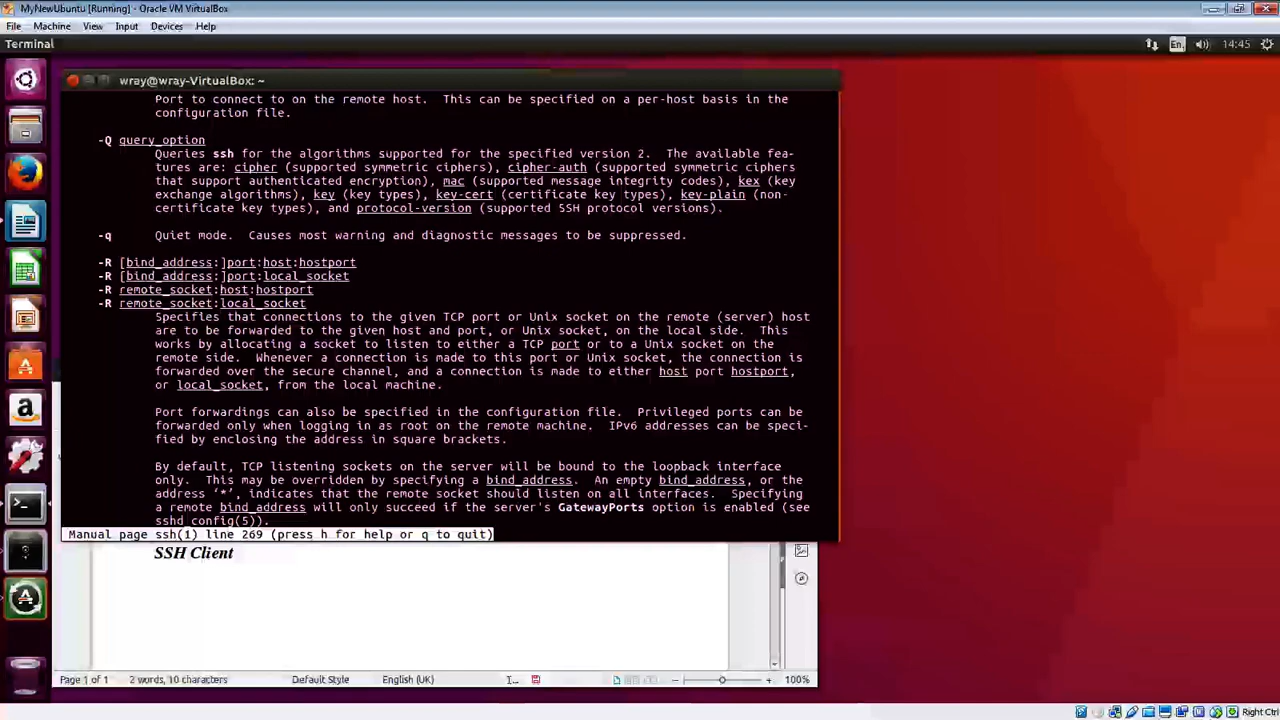 MyNewUbuntu [Running] - Oracle VM VirtualBox
File Machine View Input Devices Help
Terminal
En
14:45
wray@wray-VirtualBox: ~
Port to connect to on the remote host.  This can be specified on a per-host basis in the
configuration file.
-Q query_option
Queries ssh for the algorithms supported for the specified version 2.  The available fea-
tures are: cipher (supported symmetric ciphers), cipher-auth (supported symmetric ciphers
that support authenticated encryption), mac (supported message integrity codes), kex (key
exchange algorithms), key (key types), key-cert (certificate key types), key-plain (non-
certificate key types), and protocol-version (supported SSH protocol versions).
-q Quiet mode.  Causes most warning and diagnostic messages to be suppressed.
-R [bind_address:]port:host:hostport
-R [bind_address:]port:local_socket
-R remote_socket:host:hostport
-R remote_socket:local_socket
Specifies that connections to the given TCP port or Unix socket on the remote (server) host
are to be forwarded to the given host and port, or Unix socket, on the local side.  This
works by allocating a socket to listen to either a TCP port or to a Unix socket on the
remote side.  Whenever a connection is made to this port or Unix socket, the connection is
forwarded over the secure channel, and a connection is made to either host port hostport,
or local_socket, from the local machine.
Port forwardings can also be specified in the configuration file.  Privileged ports can be
forwarded only when logging in as root on the remote machine.  IPv6 addresses can be speci-
fied by enclosing the address in square brackets.
By default, TCP listening sockets on the server will be bound to the loopback interface
only.  This may be overridden by specifying a bind_address.  An empty bind_address, or the
address ‘*’, indicates that the remote socket should listen on all interfaces.  Specifying
a remote bind_address will only succeed if the server's GatewayPorts option is enabled (see
sshd_config(5)).
Manual page ssh(1) line 269 (press h for help or q to quit)
SSH Client
Page 1 of 1 2 words, 10 characters Default Style English (UK) 100%
Right Ctrl